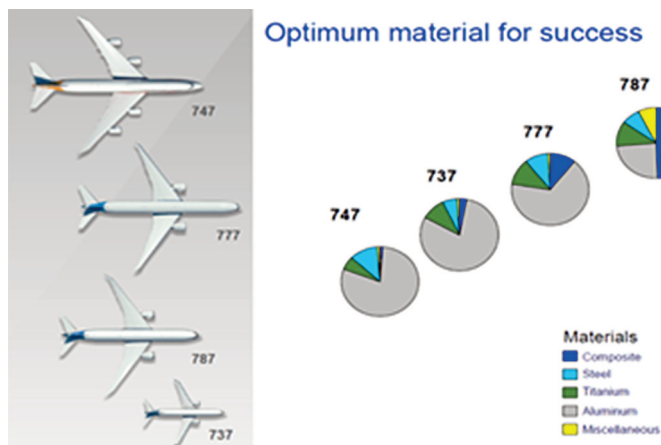 Optimum material for success
747
777
787
737
747
737
777
787
Materials
Composite
Steel
Titanium
Aluminum
Miscellaneous